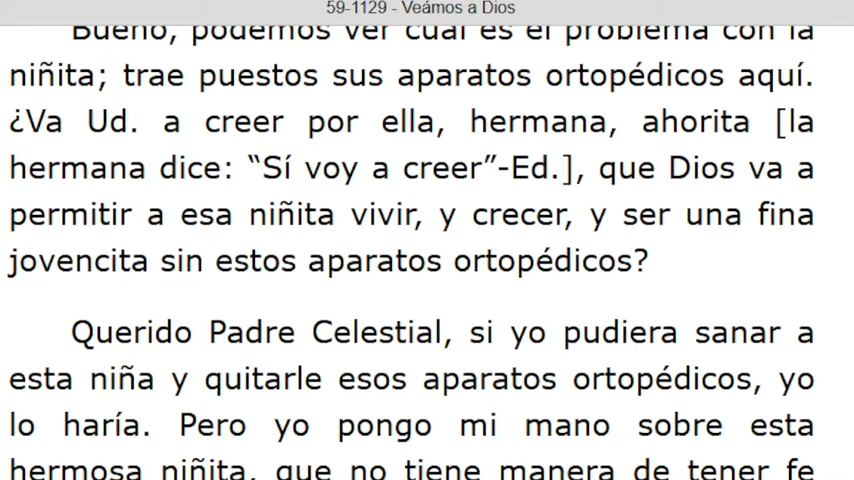 59-1129 - Veámos a Dios
Bueno, podemos ver cuál es el problema con la
niñita; trae puestos sus aparatos ortopédicos aquí.
¿Va Ud. a creer por ella, hermana, ahorita [la
hermana dice: “Sí voy a creer”-Ed.], que Dios va a
permitir a esa niñita vivir, y crecer, y ser una fina
jovencita sin estos aparatos ortopédicos?
Querido Padre Celestial, si yo pudiera sanar a
esta niña y quitarle esos aparatos ortopédicos, yo
lo haría. Pero yo pongo mi mano sobre esta
hermosa niñita, que no tiene manera de tener fe